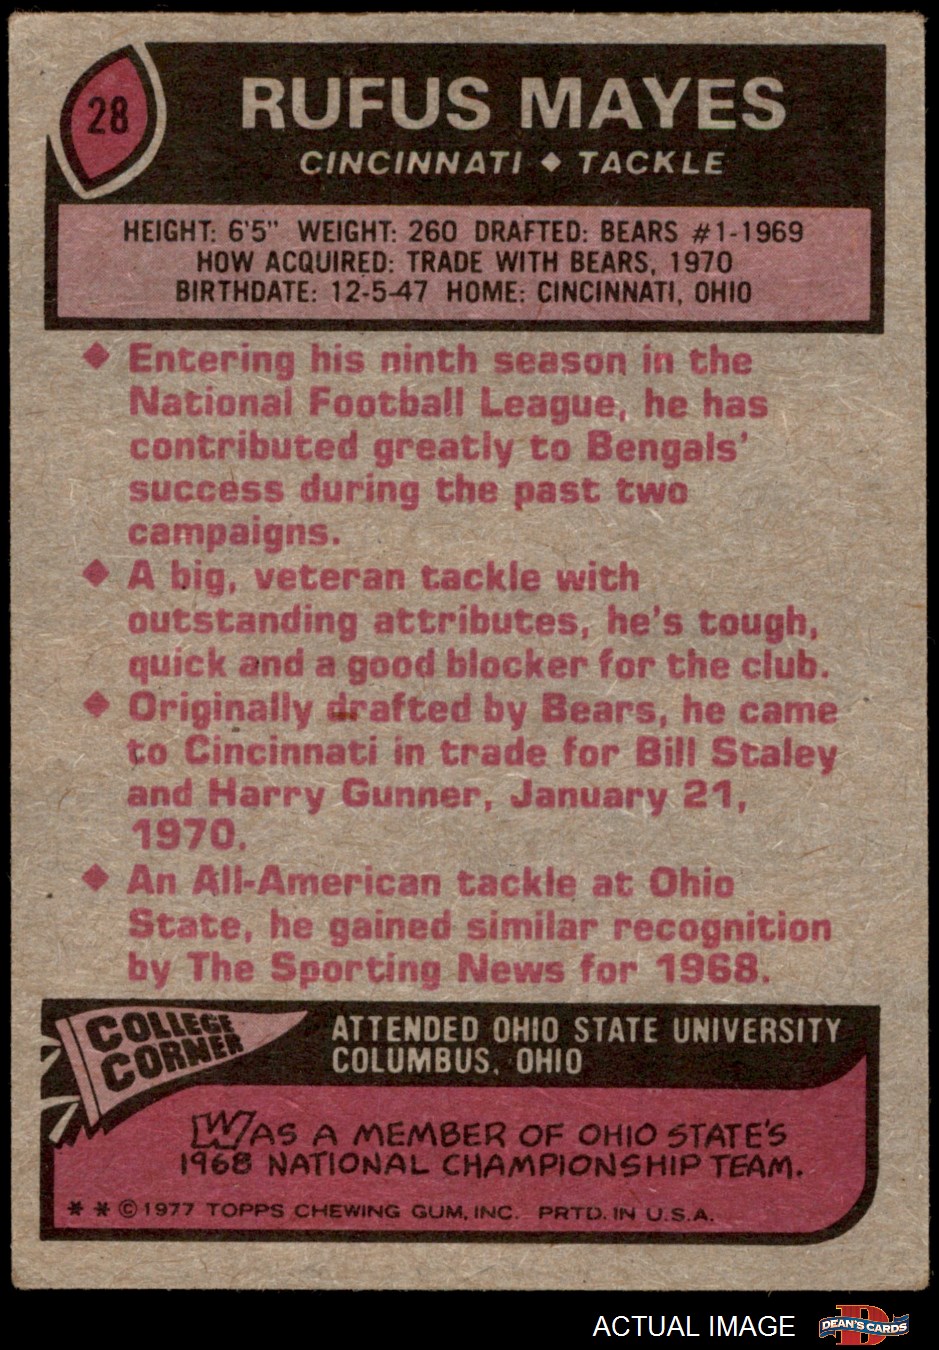 28
RUFUS MAYES
CINCINNATI ◆ TACKLE
HEIGHT: 6'5" WEIGHT: 260 DRAFTED: BEARS #1-1969
HOW ACQUIRED: TRADE WITH BEARS, 1970
BIRTHDATE: 12-5-47 HOME: CINCINNATI, OHIO
◆ Entering his ninth season in the
National Football League, he has
contributed greatly to Bengals'
success during the past two
campaigns.
◆ A big, veteran tackle with
outstanding attributes, he's tough,
quick and a good blocker for the club.
◆ Originally drafted by Bears, he came
to Cincinnati in trade for Bill Staley
and Harry Gunner, January 21,
1970.
◆ An All-American tackle at Ohio
State, he gained similar recognition
by The Sporting News for 1968.
COLLEGE
CORNER
ATTENDED OHIO STATE UNIVERSITY
COLUMBUS, OHIO
WAS A MEMBER OF OHIO STATE'S
1968 NATIONAL CHAMPIONSHIP TEAM.
* * © 1977 TOPPS CHEWING GUM, INC. PRTD. IN U.S.A.
ACTUAL IMAGE
D
DEAN'S CARDS